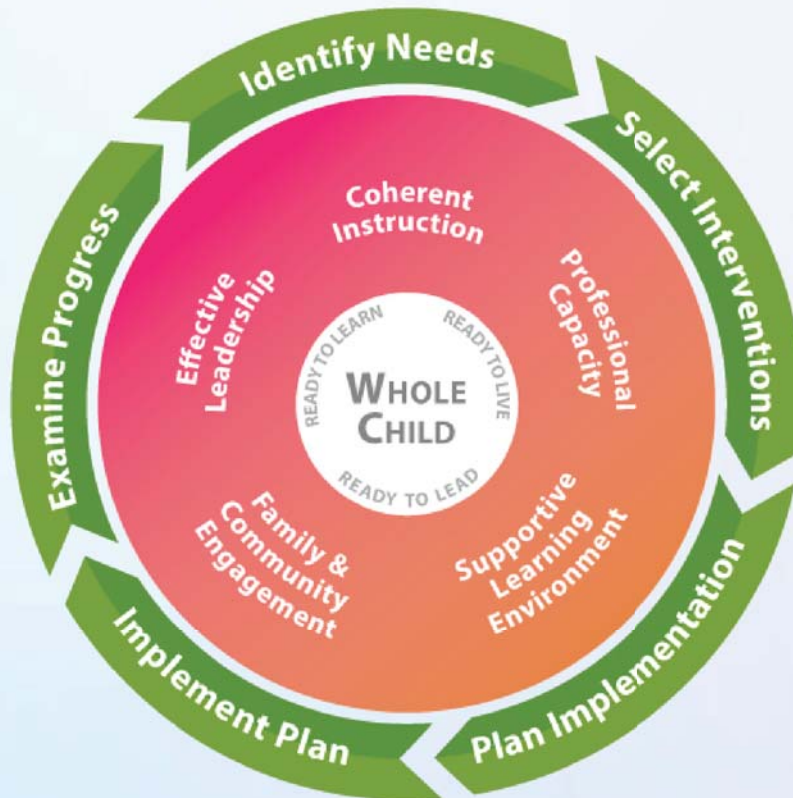 Identify Needs
Select Interventions
Plan Implementation
Implement Plan
Examine Progress
Coherent
Instruction
Professional
Capacity
Supportive
Learning
Environment
Family &
Community
Engagement
Effective
Leadership
READY TO LEARN
READY TO LIVE
READY TO LEAD
WHOLE
CHILD